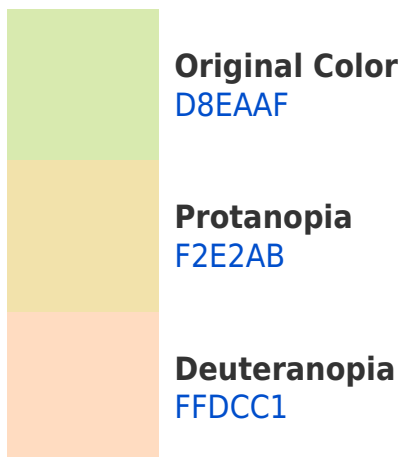 Original Color
D8EAAF
Protanopia
F2E2AB
Deuteranopia
FFDCC1